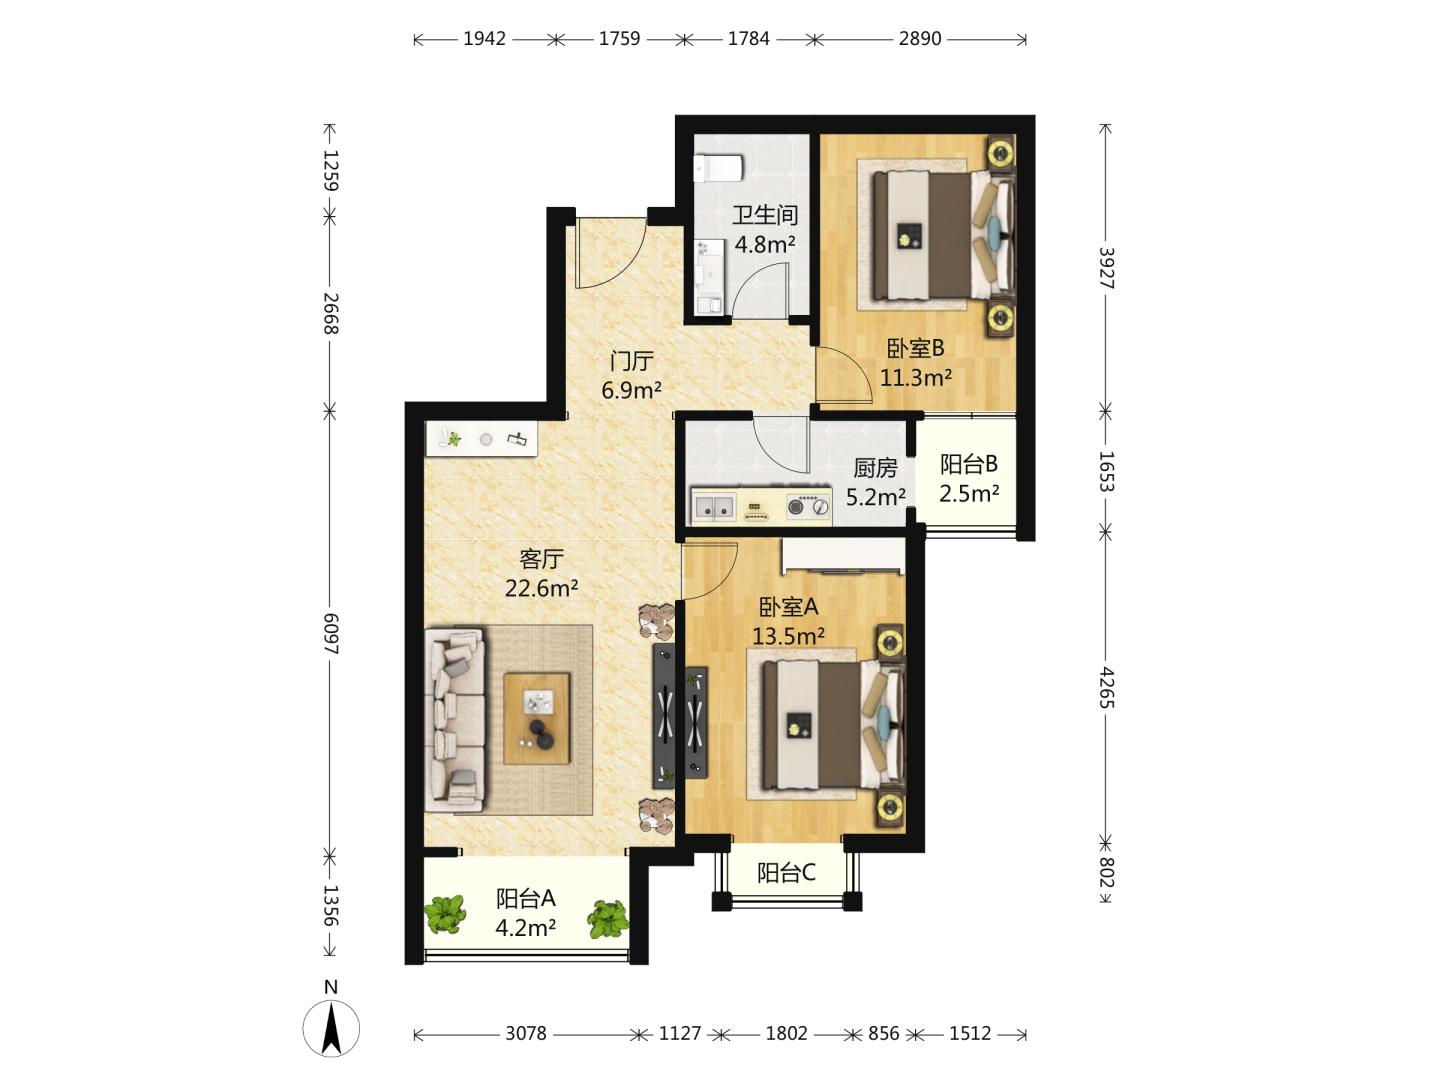 1942 1759 1784 2890
1259
2668
6097
1356
3927
1653
4265
802
卫生间
4.8m²
卧室B
11.3m²
门厅
6.9m²
厨房
5.2m²
阳台B
2.5m²
客厅
22.6m²
卧室A
13.5m²
阳台C
阳台A
4.2m²
N
3078 1127 1802 856 1512